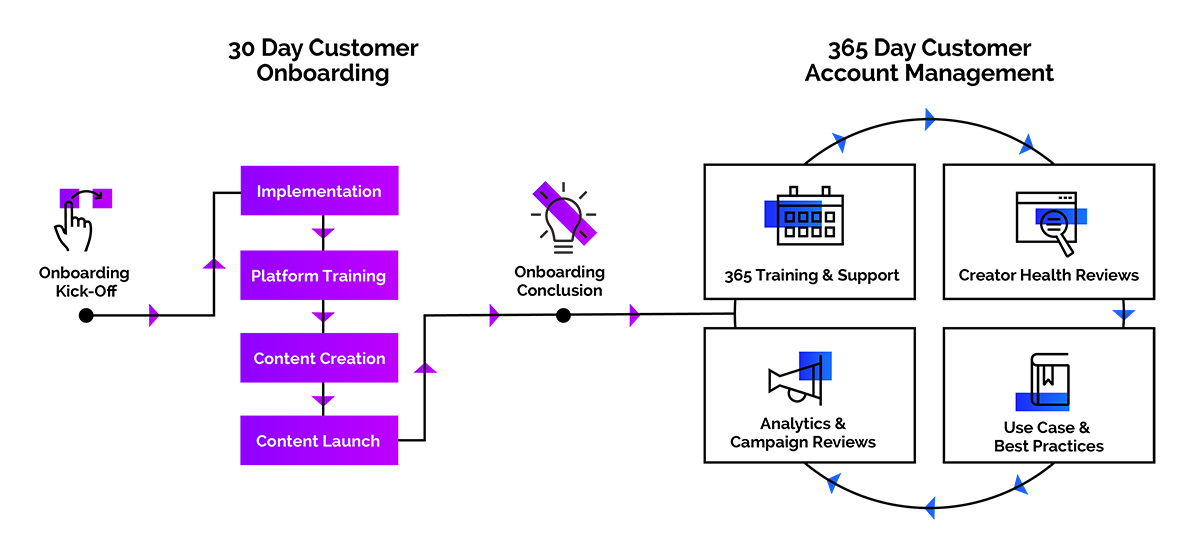 30 Day Customer
Onboarding
365 Day Customer
Account Management
Onboarding
Kick-Off
Implementation
Platform Training
Content Creation
Content Launch
Onboarding
Conclusion
365 Training & Support
Creator Health Reviews
Analytics &
Campaign Reviews
Use Case &
Best Practices